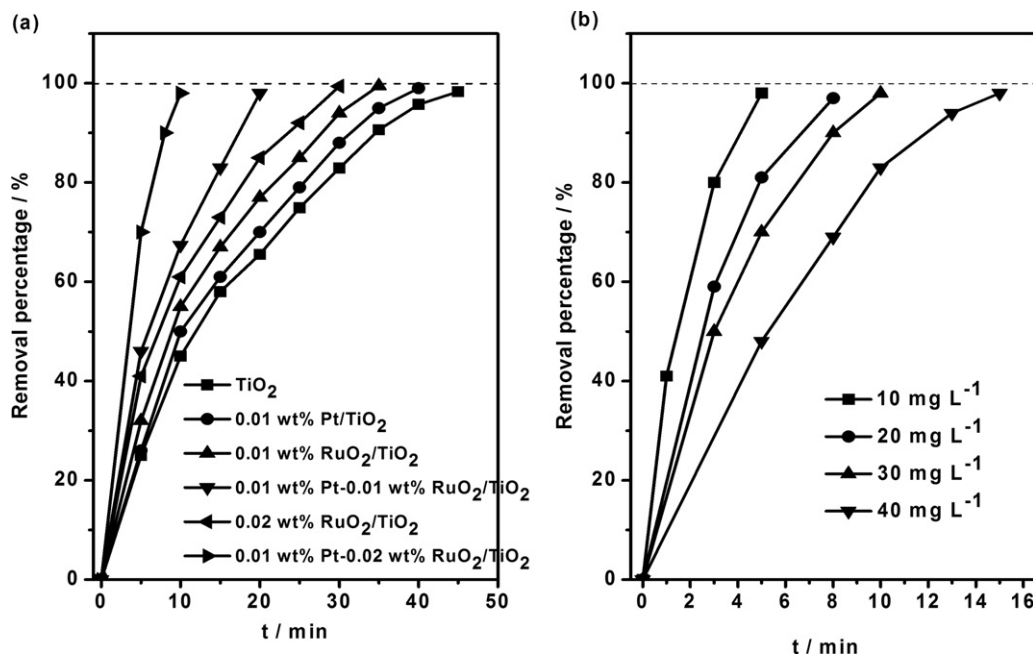 (a)
Removal percentage / %
100
80
60
40
20
0
TiO2
0.01 wt% Pt/TiO2
0.01 wt% RuO2/TiO2
0.01 wt% Pt-0.01 wt% RuO2/TiO2
0.02 wt% RuO2/TiO2
0.01 wt% Pt-0.02 wt% RuO2/TiO2
0 10 20 30 40 50
t / min
(b)
Removal percentage / %
100
80
60
40
20
0
10 mg L-1
20 mg L-1
30 mg L-1
40 mg L-1
0 2 4 6 8 10 12 14 16
t / min